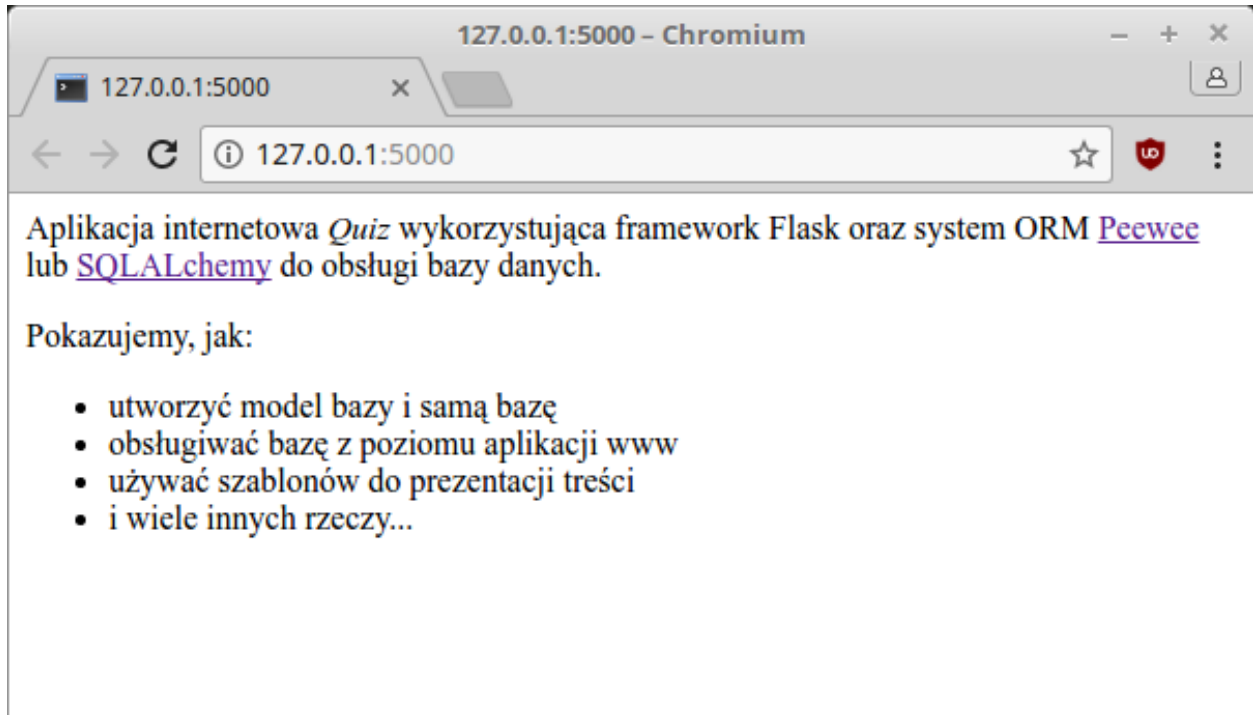 127.0.0.1:5000 – Chromium
127.0.0.1:5000
127.0.0.1:5000
Aplikacja internetowa Quiz wykorzystująca framework Flask oraz system ORM Peewee
lub SQLALchemy do obsługi bazy danych.
Pokazujemy, jak:
• utworzyć model bazy i samą bazę
• obsługiwać bazę z poziomu aplikacji www
• używać szablonów do prezentacji treści
• i wiele innych rzeczy...